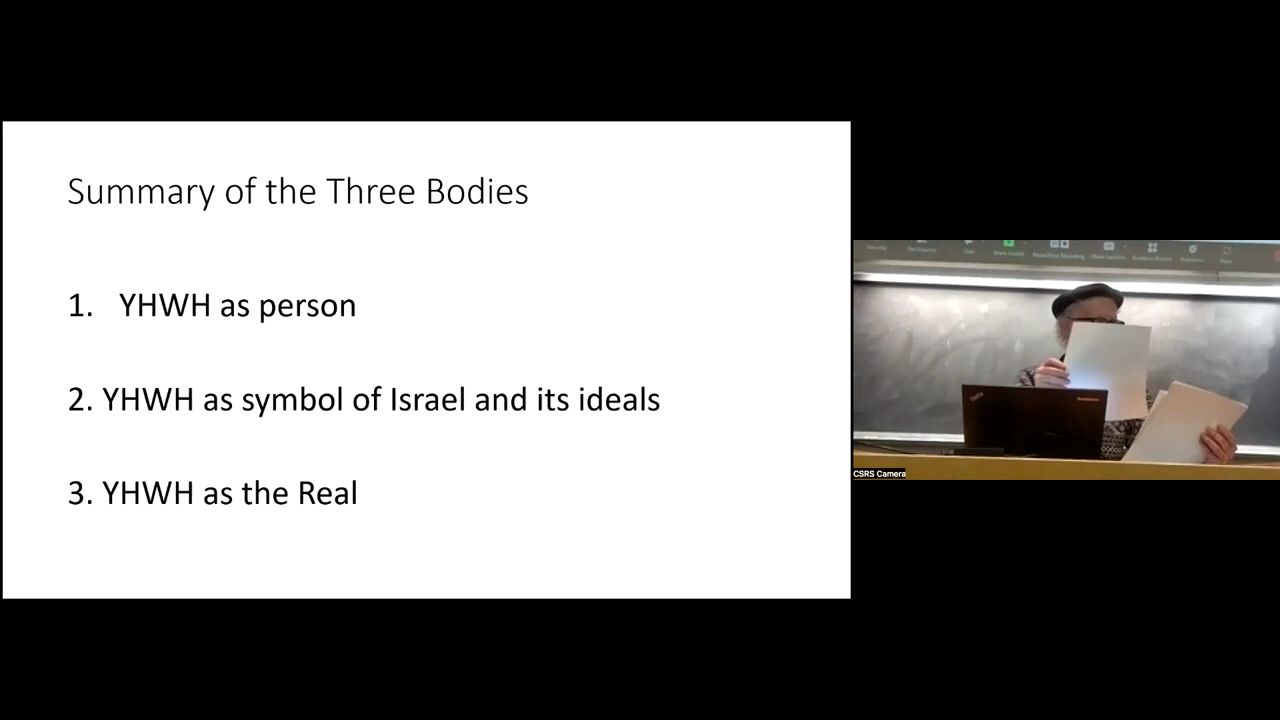 Summary of the Three Bodies
1. YHWH as person
2. YHWH as symbol of Israel and its ideals
3. YHWH as the Real
CSRS Camera